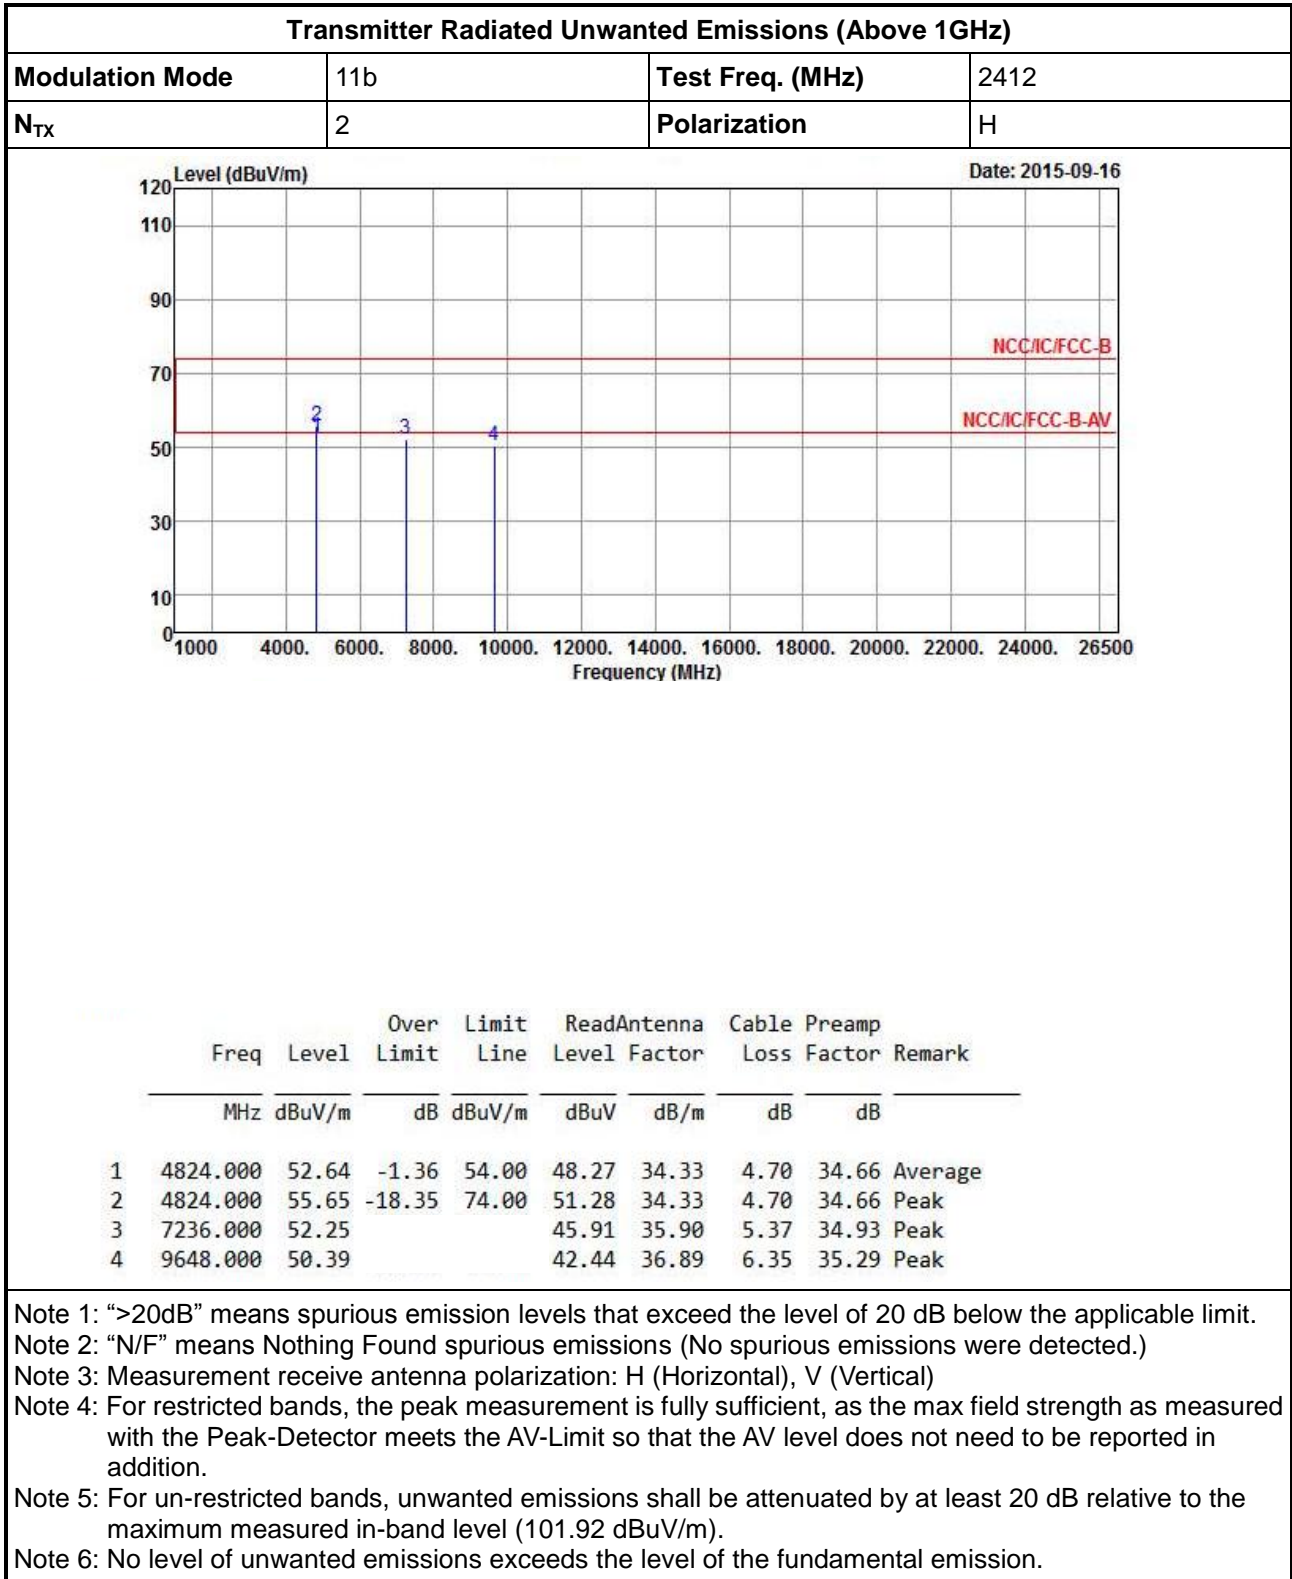 Transmitter Radiated Unwanted Emissions (Above 1GHz)
Modulation Mode 11b Test Freq. (MHz) 2412
NTX 2 Polarization H
Level (dBuV/m) Date: 2015-09-16
120
110
90
NCC/IC/FCC-B
70
2
3
4
NCC/IC/FCC-B-AV
50
30
10
0
1000 4000. 6000. 8000. 10000. 12000. 14000. 16000. 18000. 20000. 22000. 24000. 26500
Frequency (MHz)
Over Limit ReadAntenna Cable Preamp
Freq Level Limit Line Level Factor Loss Factor Remark
MHz dBuV/m dB dBuV/m dBuV dB/m dB dB
1 4824.000 52.64 -1.36 54.00 48.27 34.33 4.70 34.66 Average
2 4824.000 55.65 -18.35 74.00 51.28 34.33 4.70 34.66 Peak
3 7236.000 52.25 45.91 35.90 5.37 34.93 Peak
4 9648.000 50.39 42.44 36.89 6.35 35.29 Peak
Note 1: “>20dB” means spurious emission levels that exceed the level of 20 dB below the applicable limit.
Note 2: “N/F” means Nothing Found spurious emissions (No spurious emissions were detected.)
Note 3: Measurement receive antenna polarization: H (Horizontal), V (Vertical)
Note 4: For restricted bands, the peak measurement is fully sufficient, as the max field strength as measured
with the Peak-Detector meets the AV-Limit so that the AV level does not need to be reported in
addition.
Note 5: For un-restricted bands, unwanted emissions shall be attenuated by at least 20 dB relative to the
maximum measured in-band level (101.92 dBuV/m).
Note 6: No level of unwanted emissions exceeds the level of the fundamental emission.